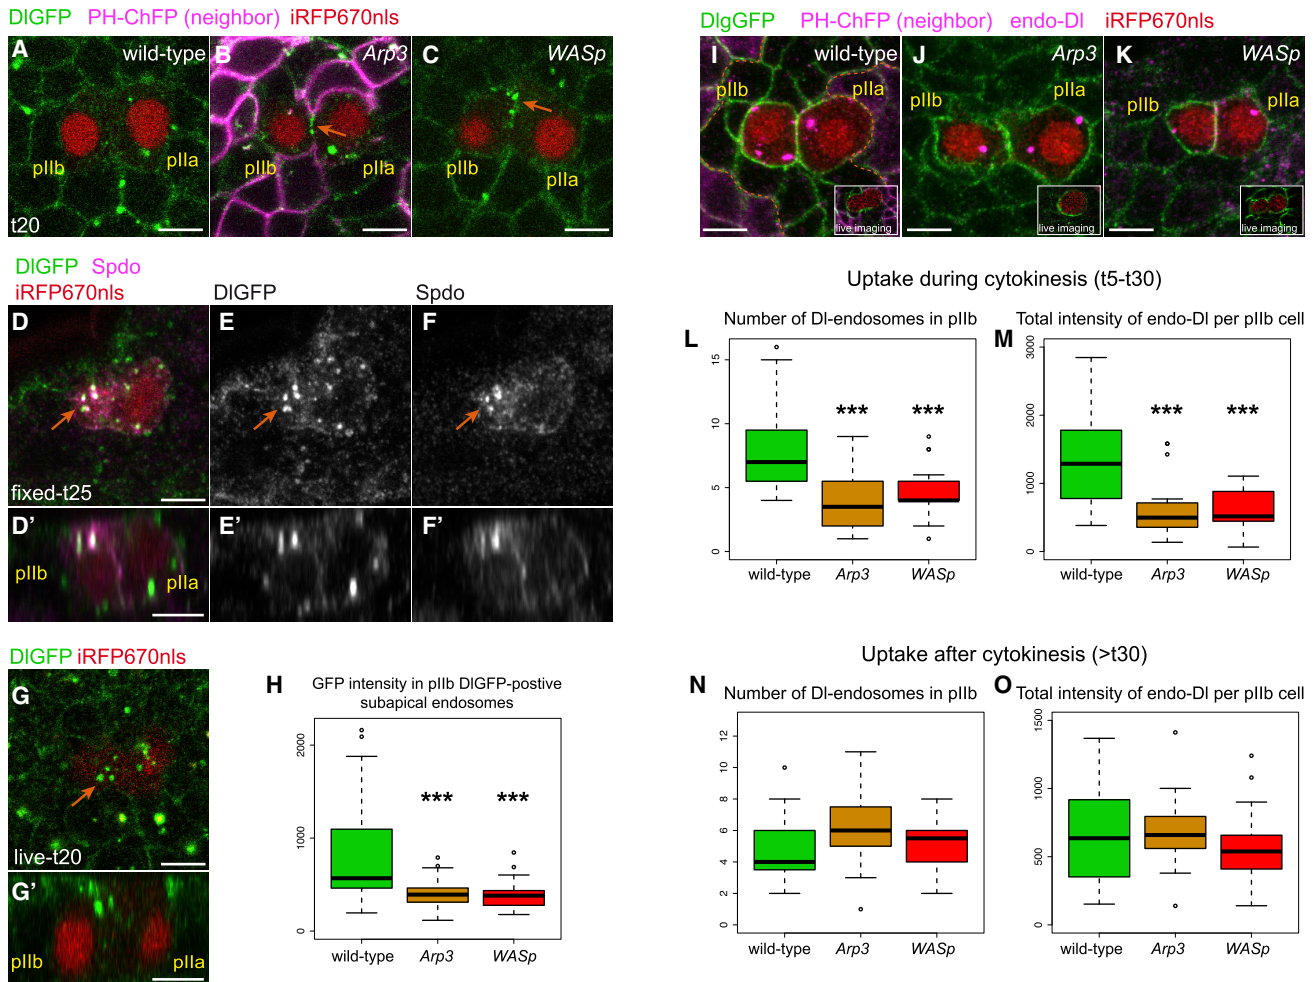 DlGFP PH-ChFP (neighbor) iRFP670nls
A wild-type
pIIb pIIa
t20
B Arp3
pIIb pIIa
C WASp
pIIb pIIa
DlgGFP PH-ChFP (neighbor) endo-Dl iRFP670nls
I wild-type
pIIb pIIa
live imaging
J Arp3
pIIb pIIa
live imaging
K WASp
pIIb pIIa
live imaging
DlGFP Spdo
iRFP670nls DlGFP Spdo
D E F
fixed-t25
D' E' F'
pIIb pIIa
DlGFP iRFP670nls
G
live-t20
G'
pIIb pIIa
H GFP intensity in pIIb DlGFP-postive
subapical endosomes
2000
1000
0
*** ***
wild-type Arp3 WASp
Uptake during cytokinesis (t5-t30)
L Number of Dl-endosomes in pIIb
15
10
5
0
*** ***
wild-type Arp3 WASp
M Total intensity of endo-Dl per pIIb cell
3000
2000
1000
0
*** ***
wild-type Arp3 WASp
Uptake after cytokinesis (>t30)
N Number of Dl-endosomes in pIIb
12
10
8
6
4
2
0
wild-type Arp3 WASp
O Total intensity of endo-Dl per pIIb cell
1500
1000
500
0
wild-type Arp3 WASp